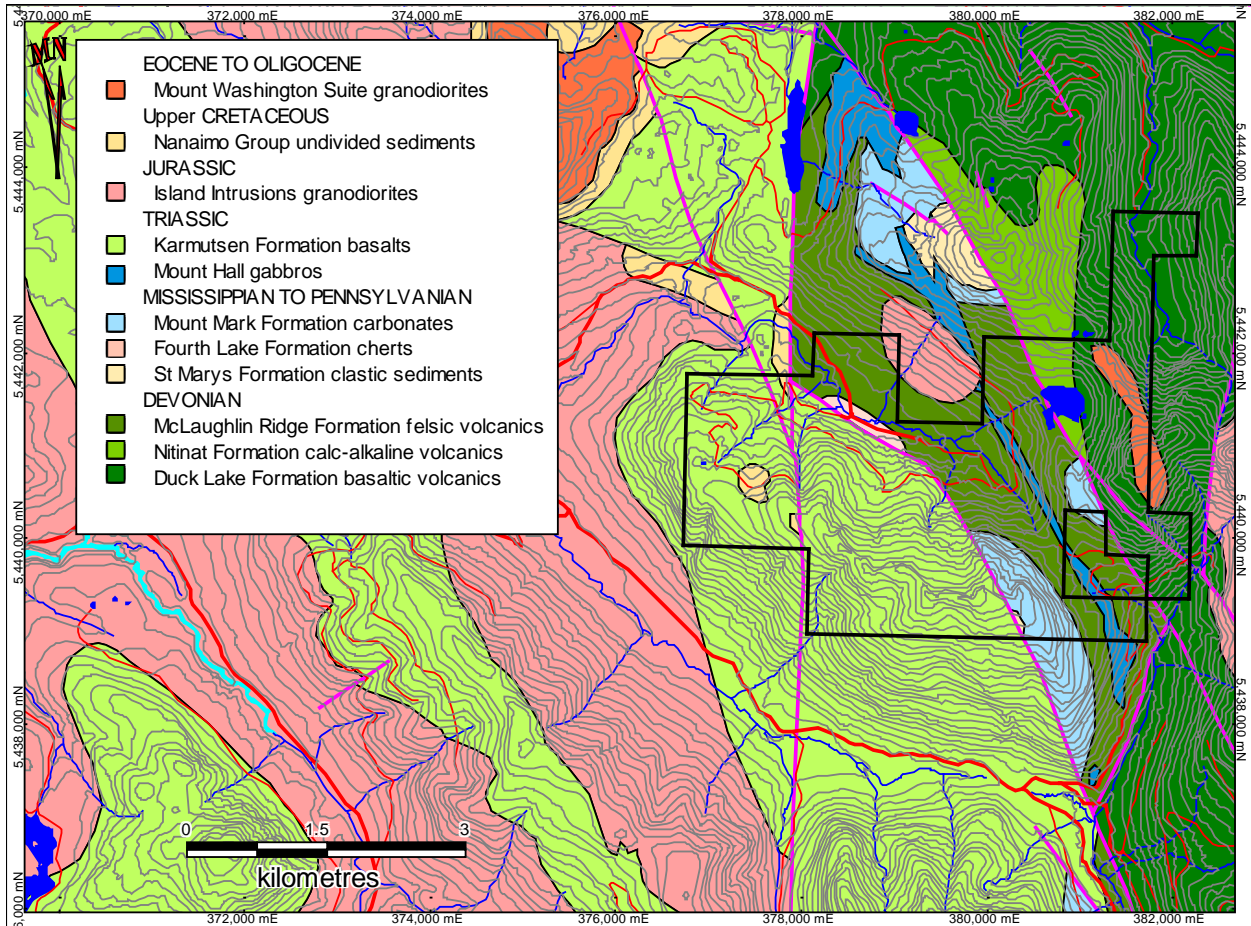 370,000 mE 372,000 mE 374,000 mE 376,000 mE 378,000 mE 380,000 mE 382,000 mE
MN N
EOCENE TO OLIGOCENE
Mount Washington Suite granodiorites
Upper CRETACEOUS
Nanaimo Group undivided sediments
JURASSIC
Island Intrusions granodiorites
TRIASSIC
Karmutsen Formation basalts
Mount Hall gabbros
MISSISSIPPIAN TO PENNSYLVANIAN
Mount Mark Formation carbonates
Fourth Lake Formation cherts
St Marys Formation clastic sediments
DEVONIAN
McLaughlin Ridge Formation felsic volcanics
Nitinat Formation calc-alkaline volcanics
Duck Lake Formation basaltic volcanics
5,444,000 mN
5,442,000 mN
5,440,000 mN
5,438,000 mN
5,444,000 mN
5,442,000 mN
5,440,000 mN
5,438,000 mN
0 1.5 3
kilometres
372,000 mE 374,000 mE 376,000 mE 378,000 mE 380,000 mE 382,000 mE